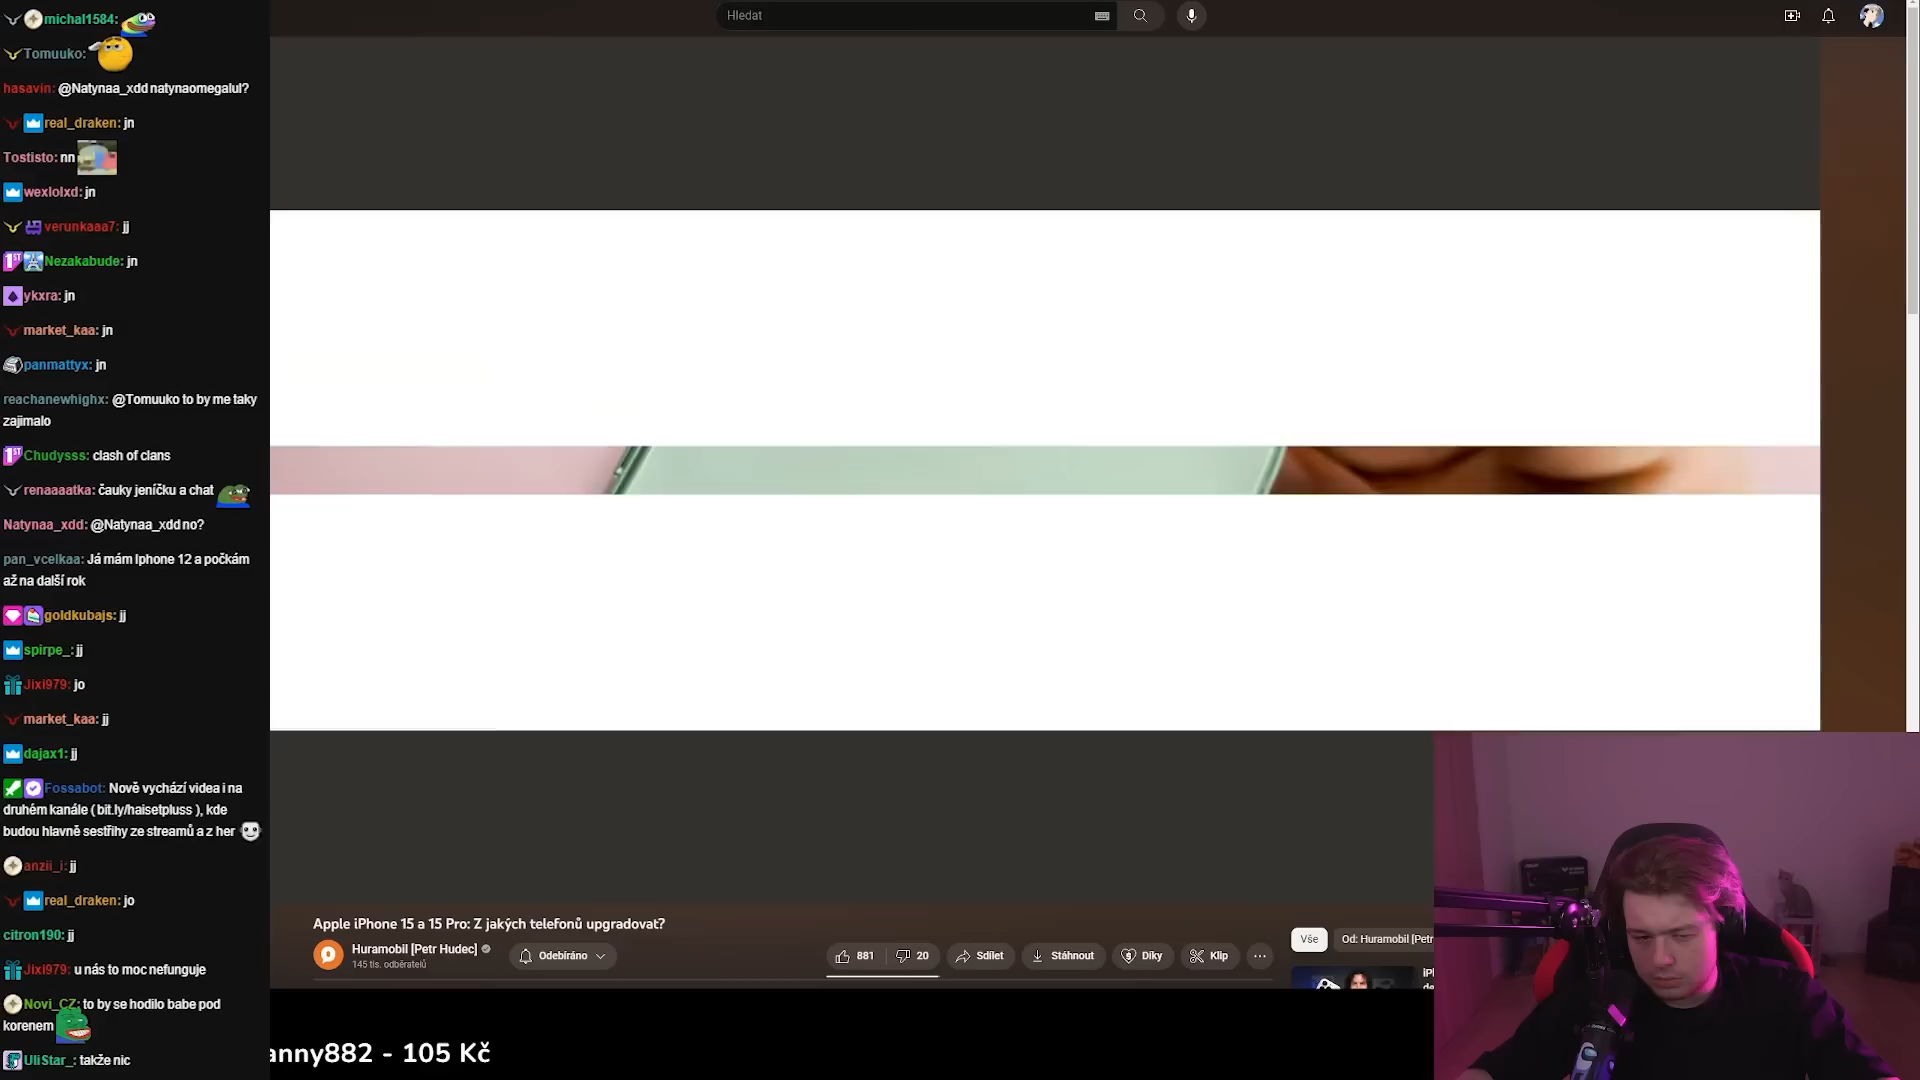 michal1584:
Tomuuko:
hasavin: @Natynaa_xdd natynaomegalul?
real_draken: jn
Tostisto: nn
wexlolxd: jn
verunkaaa7: jj
Nezakabude: jn
ykxra: jn
market_kaa: jn
panmattyx: jn
reachanewhighx: @Tomuuko to by me taky
zajimalo
Chudysss: clash of clans
renaaaatka: čauky jeníčku a chat
Natynaa_xdd: @Natynaa_xdd no?
pan_vcelkaa: Já mám Iphone 12 a počkám
až na další rok
goldkubajs: jj
spirpe_: jj
Jixi979: jo
market_kaa: jj
dajax1: jj
Fossabot: Nově vychází videa i na
druhém kanále ( bit.ly/haisetpluss ), kde
budou hlavně sestřihy ze streamů a z her
anzii_i: jj
real_draken: jo
citron190: jj
Jixi979: u nás to moc nefunguje
Novi_CZ: to by se hodilo babe pod
korenem
UliStar_: takže nic
Hledat
Apple iPhone 15 a 15 Pro: Z jakých telefonů upgradovat?
Huramobil [Petr Hudec]
145 tis. odběratelů
Odebíráno
881
20
Sdílet
Stáhnout
Díky
Klip
Vše
Od: Huramobil [Petr
anny882 - 105 Kč